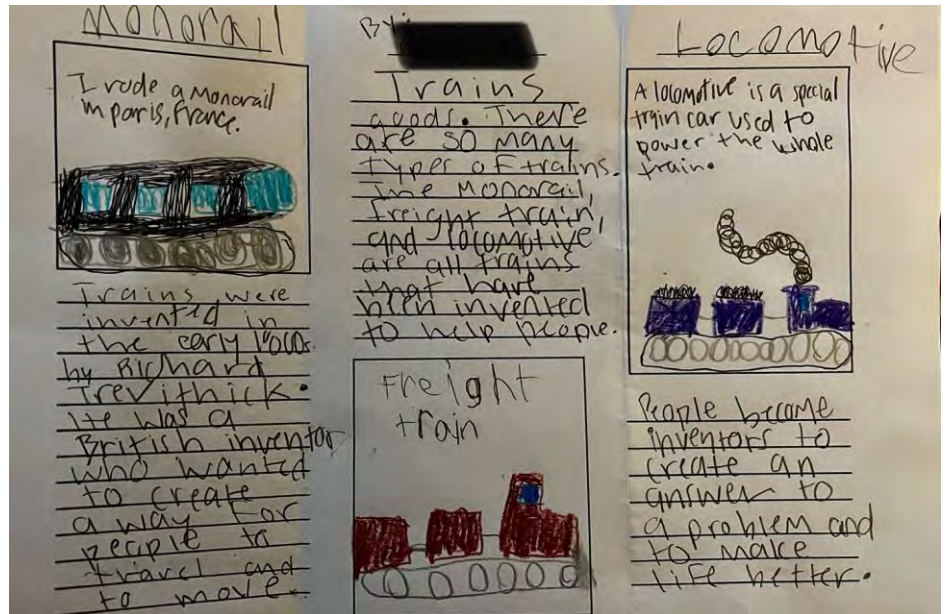 Monorail
I rode a Monorail
in paris, france.
Trains were
invented in
the early
by Richard
Trevithick.
He was a
British inventor
who wanted
to create
a way for
people to
travel and
to move.
By:
Trains
goods. There
are so many
types of trains.
The Monorail,
freight train,
and locomotive,
are all trains
that have
been invented
to help people.
Freight
train
Locomotive
A locomotive is a special
train car used to
power the whole
train.
People become
inventors to
create an
answer to
a problem and
to make
life better.